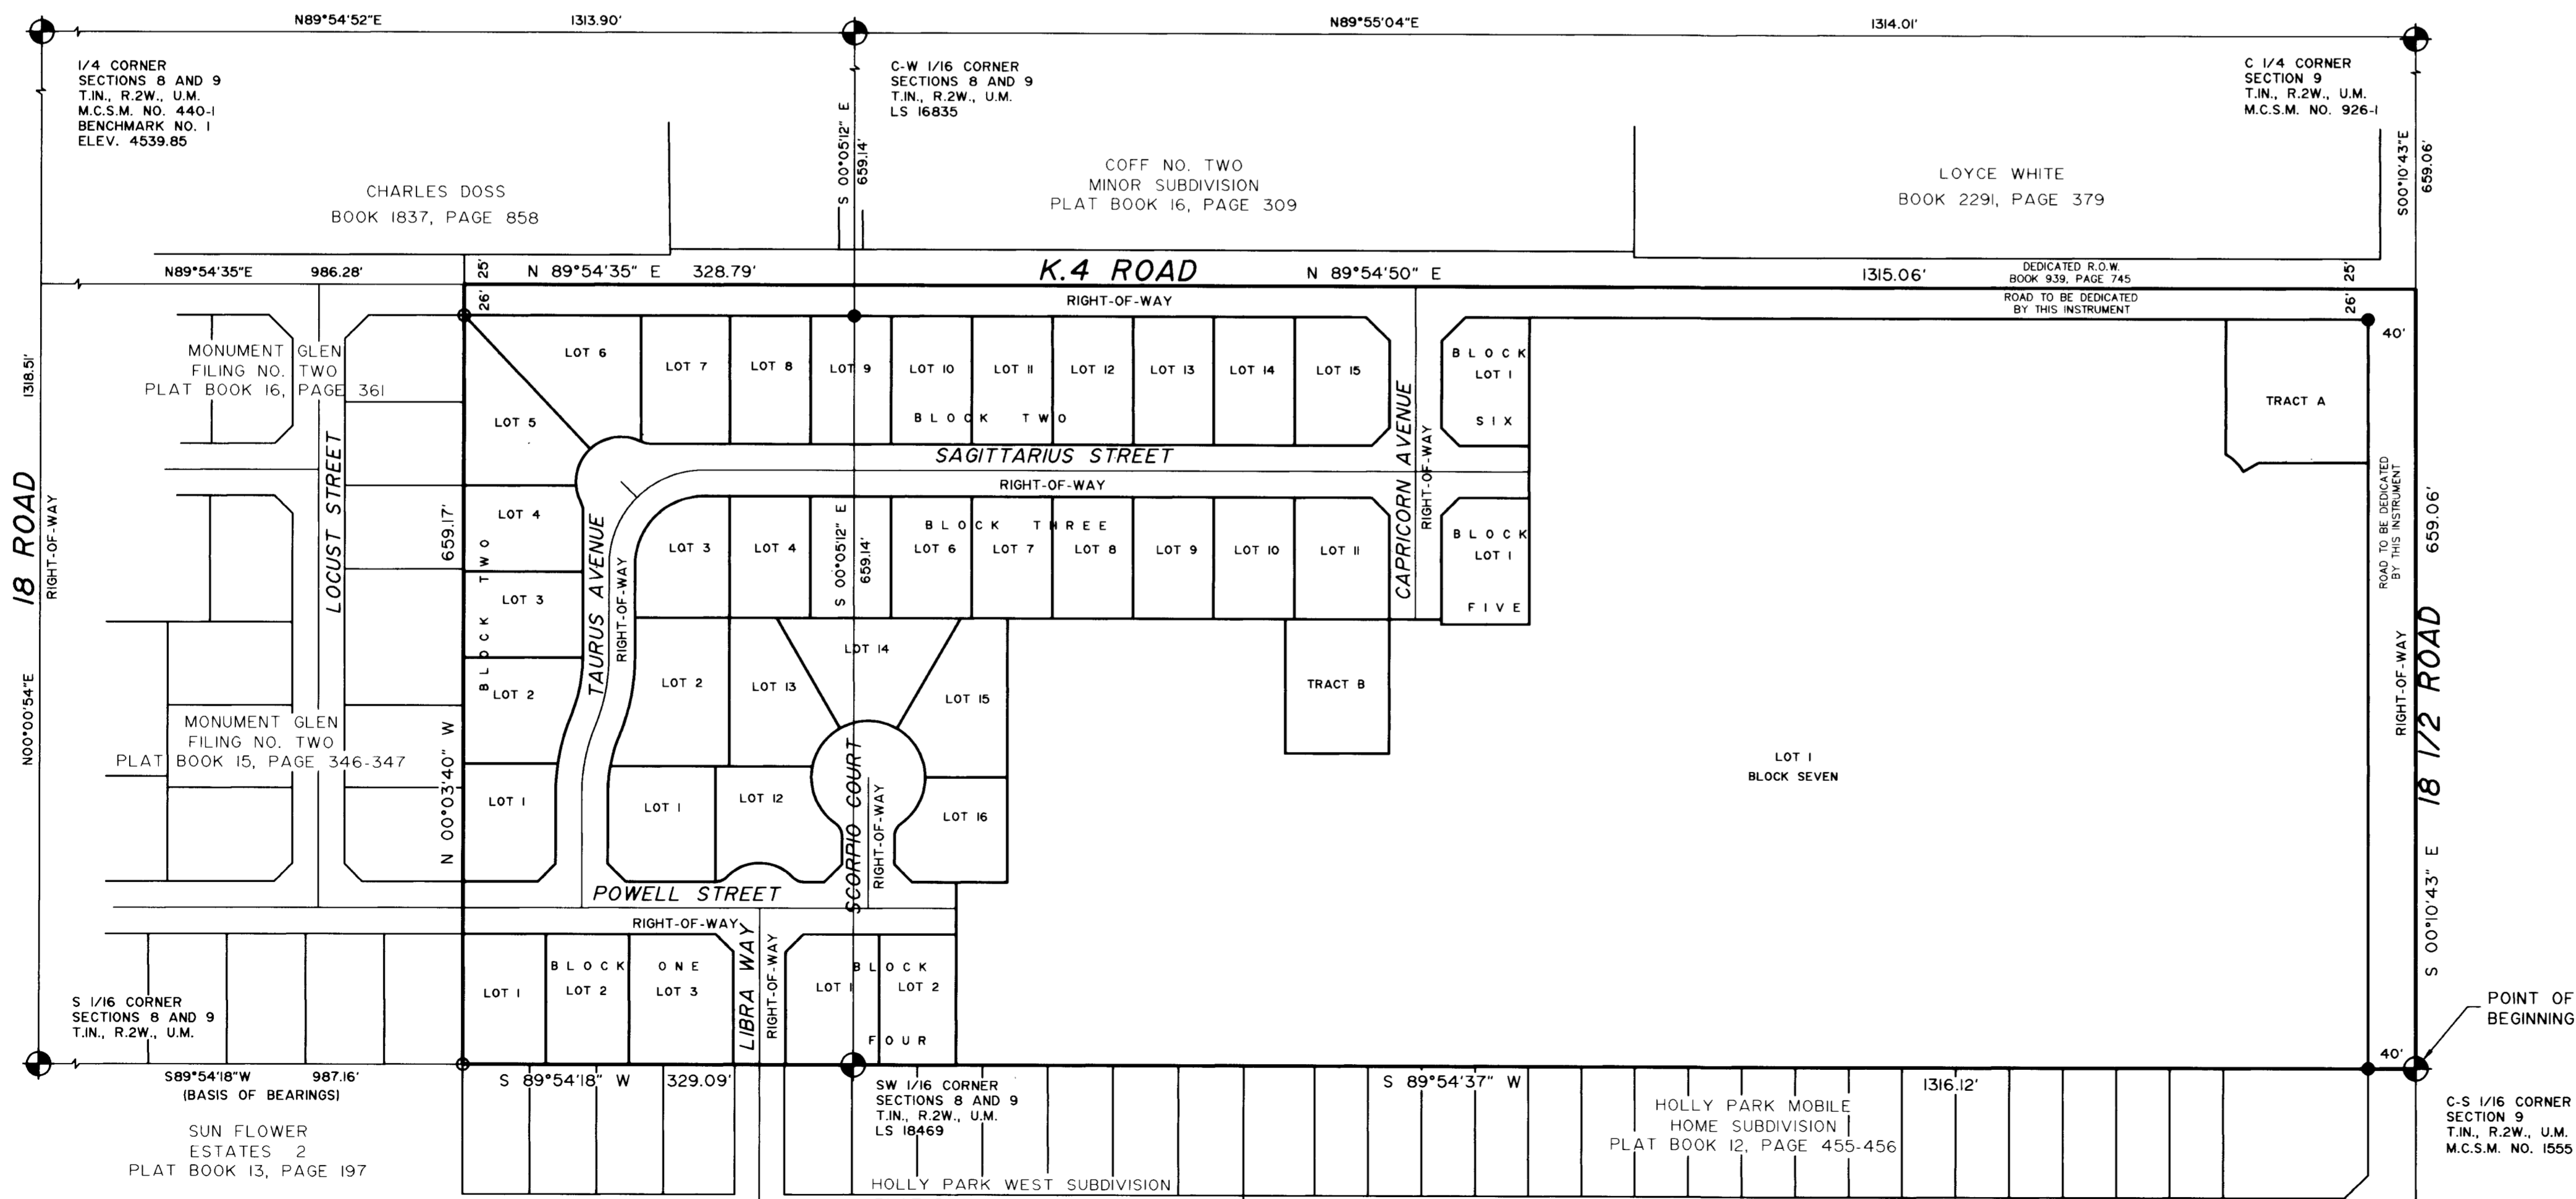 N89°54'52"E 1313.90' N89°55'04"E 1314.01'
1/4 CORNER
SECTIONS 8 AND 9
T.IN., R.2W., U.M.
M.C.S.M. NO. 440-1
BENCHMARK NO. 1
ELEV. 4539.85
C-W 1/16 CORNER
SECTIONS 8 AND 9
T.IN., R.2W., U.M.
LS 16835
C 1/4 CORNER
SECTION 9
T.IN., R.2W., U.M.
M.C.S.M. NO. 926-1
S 00°05'12" E
659.14'
S00°10'43"E
659.06'
CHARLES DOSS
BOOK 1837, PAGE 858
COFF NO. TWO
MINOR SUBDIVISION
PLAT BOOK 16, PAGE 309
LOYCE WHITE
BOOK 2291, PAGE 379
N89°54'35"E 986.28'
25'
26'
N 89°54'35" E 328.79'
K.4 ROAD
N 89°54'50" E
1315.06'
DEDICATED R.O.W.
BOOK 939, PAGE 745
25'
RIGHT-OF-WAY
ROAD TO BE DEDICATED
BY THIS INSTRUMENT
26'
40'
MONUMENT GLEN
FILING NO. TWO
PLAT BOOK 16, PAGE 361
1318.51'
18 ROAD
RIGHT-OF-WAY
N00°00'54"E
LOCUST STREET
659.17'
N 00°03'40" W
LOT 6
LOT 7
LOT 8
LOT 9
LOT 10
LOT 11
LOT 12
LOT 13
LOT 14
LOT 15
BLOCK TWO
LOT 5
BLOCK
LOT 1
SIX
TRACT A
CAPRICORN AVENUE
RIGHT-OF-WAY
SAGITTARIUS STREET
RIGHT-OF-WAY
LOT 4
LOT 3
LOT 2
LOT 1
BLOCK TWO
TAURUS AVENUE
RIGHT-OF-WAY
BLOCK THREE
LOT 3
LOT 4
S 00°05'12" E
659.14'
LOT 6
LOT 7
LOT 8
LOT 9
LOT 10
LOT 11
BLOCK
LOT 1
FIVE
ROAD TO BE DEDICATED
BY THIS INSTRUMENT
659.06'
RIGHT-OF-WAY
18 1/2 ROAD
S 00°10'43" E
LOT 2
LOT 13
LOT 14
LOT 15
TRACT B
MONUMENT GLEN
FILING NO. TWO
PLAT BOOK 15, PAGE 346-347
LOT 1
BLOCK SEVEN
LOT 1
LOT 12
SCORPIO COURT
RIGHT-OF-WAY
LOT 16
POWELL STREET
RIGHT-OF-WAY
LIBRA WAY
RIGHT-OF-WAY
BLOCK ONE
LOT 1
LOT 2
LOT 3
BLOCK
LOT 1
LOT 2
FOUR
S 1/16 CORNER
SECTIONS 8 AND 9
T.IN., R.2W., U.M.
POINT OF
BEGINNING
40'
S89°54'18"W 987.16'
(BASIS OF BEARINGS)
S 89°54'18" W 329.09'
SW 1/16 CORNER
SECTIONS 8 AND 9
T.IN., R.2W., U.M.
LS 18469
S 89°54'37" W
1316.12'
C-S 1/16 CORNER
SECTION 9
T.IN., R.2W., U.M.
M.C.S.M. NO. 1555
SUN FLOWER
ESTATES 2
PLAT BOOK 13, PAGE 197
HOLLY PARK MOBILE
HOME SUBDIVISION
PLAT BOOK 12, PAGE 455-456
HOLLY PARK WEST SUBDIVISION